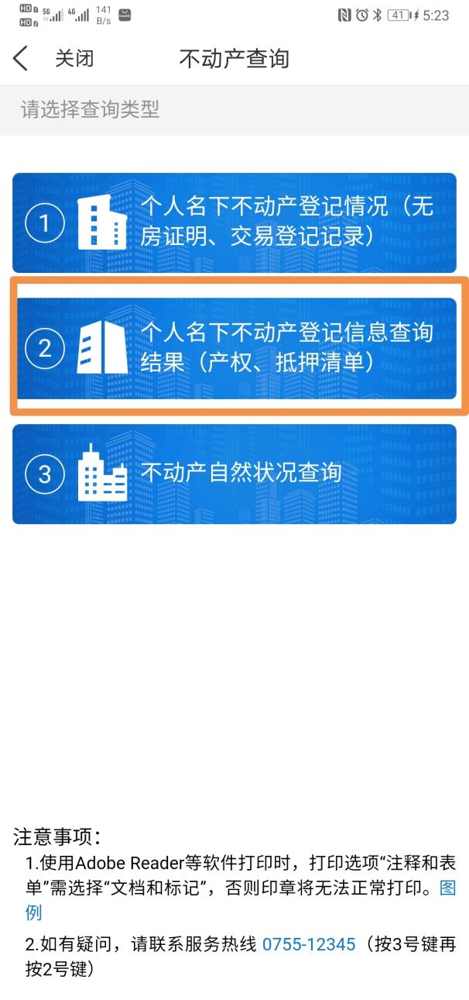 HD 1 5G 4G 141 5:23
HD 2 B/s 41
关闭 不动产查询
请选择查询类型
1 个人名下不动产登记情况（无
房证明、交易登记记录）
2 个人名下不动产登记信息查询
结果（产权、抵押清单）
3 不动产自然状况查询
注意事项：
1.使用Adobe Reader等软件打印时，打印选项“注释和表
单”需选择“文档和标记”，否则印章将无法正常打印。图
例
2.如有疑问，请联系服务热线 0755-12345（按3号键再
按2号键）